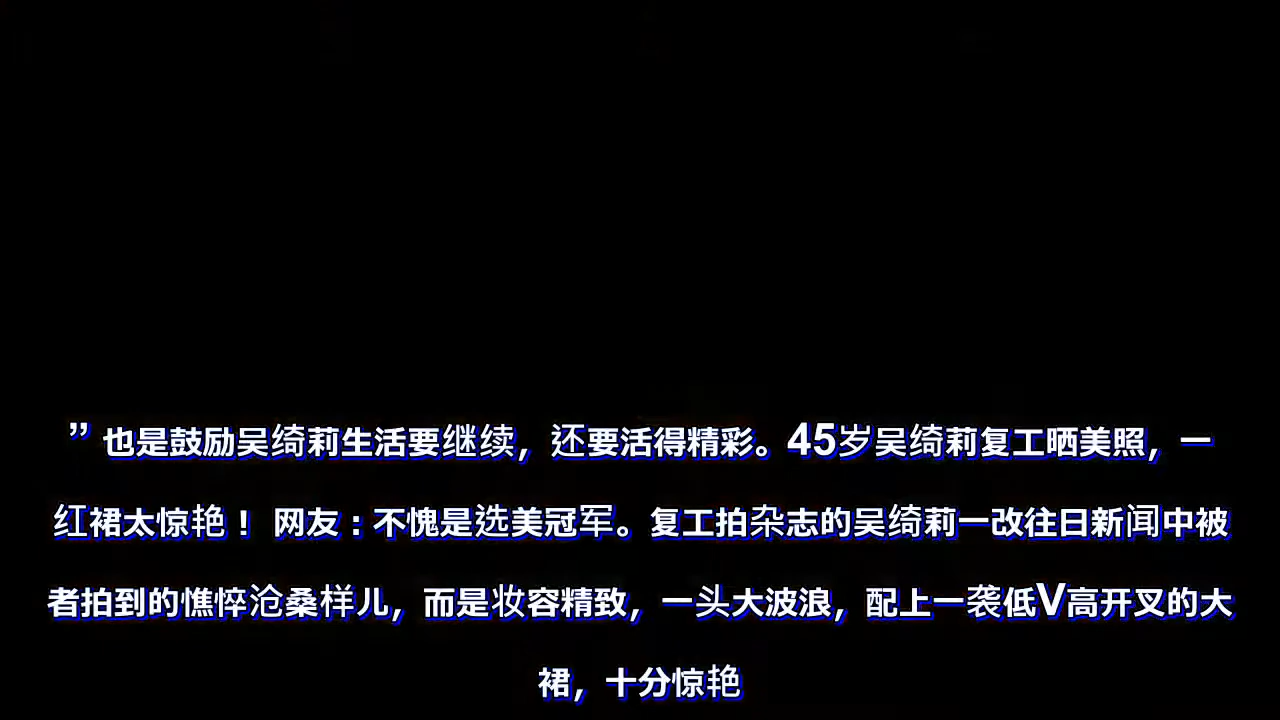 ”也是鼓励吴绮莉生活要继续，还要活得精彩。45岁吴绮莉复工晒美照，一
红裙太惊艳！ 网友：不愧是选美冠军。复工拍杂志的吴绮莉一改往日新闻中被
者拍到的憔悴沧桑样儿，而是妆容精致，一头大波浪，配上一袭低V高开叉的大
裙，十分惊艳